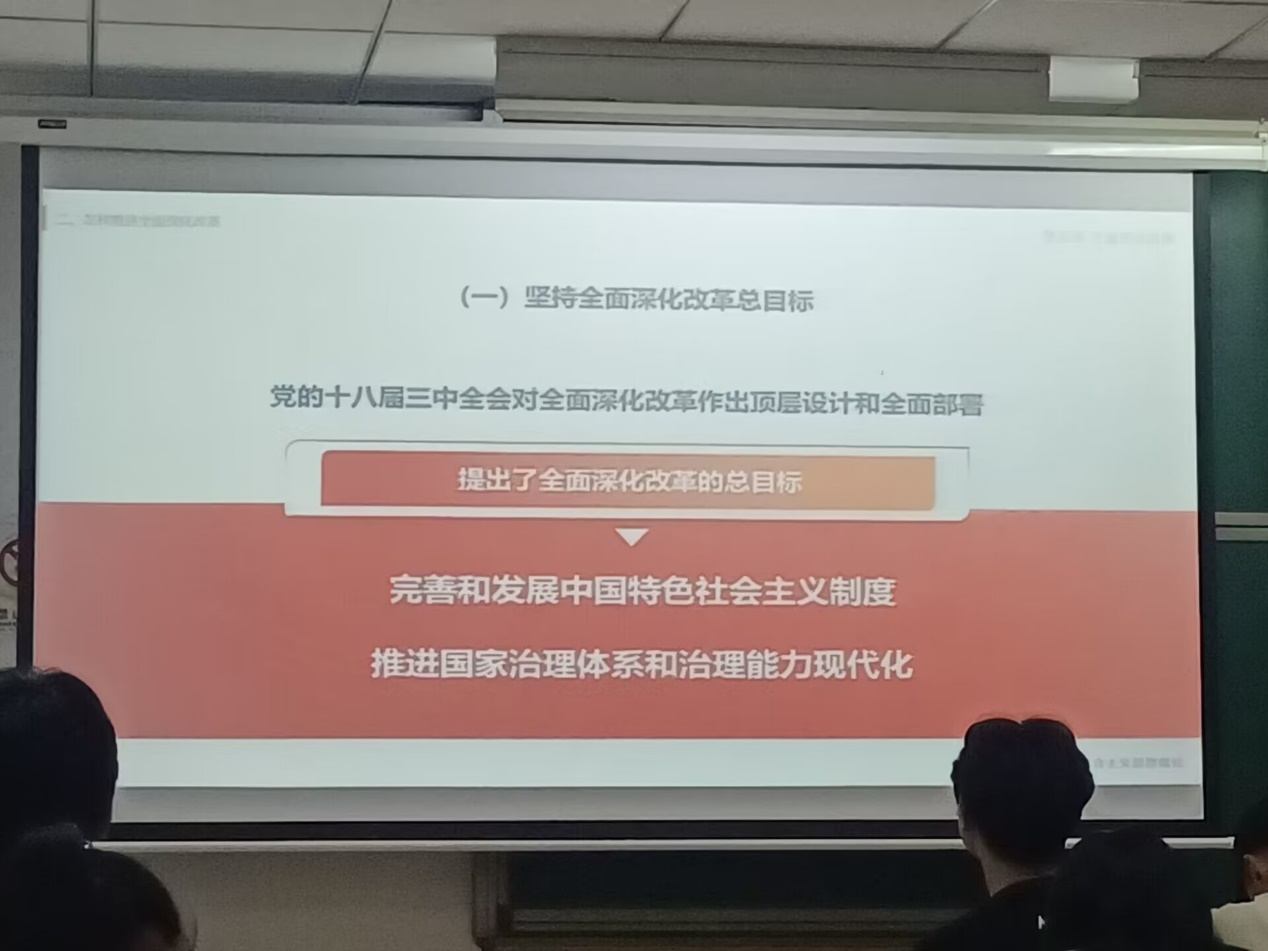 （一）坚持全面深化改革总目标
党的十八届三中全会对全面深化改革作出顶层设计和全面部署
提出了全面深化改革的总目标
完善和发展中国特色社会主义制度
推进国家治理体系和治理能力现代化